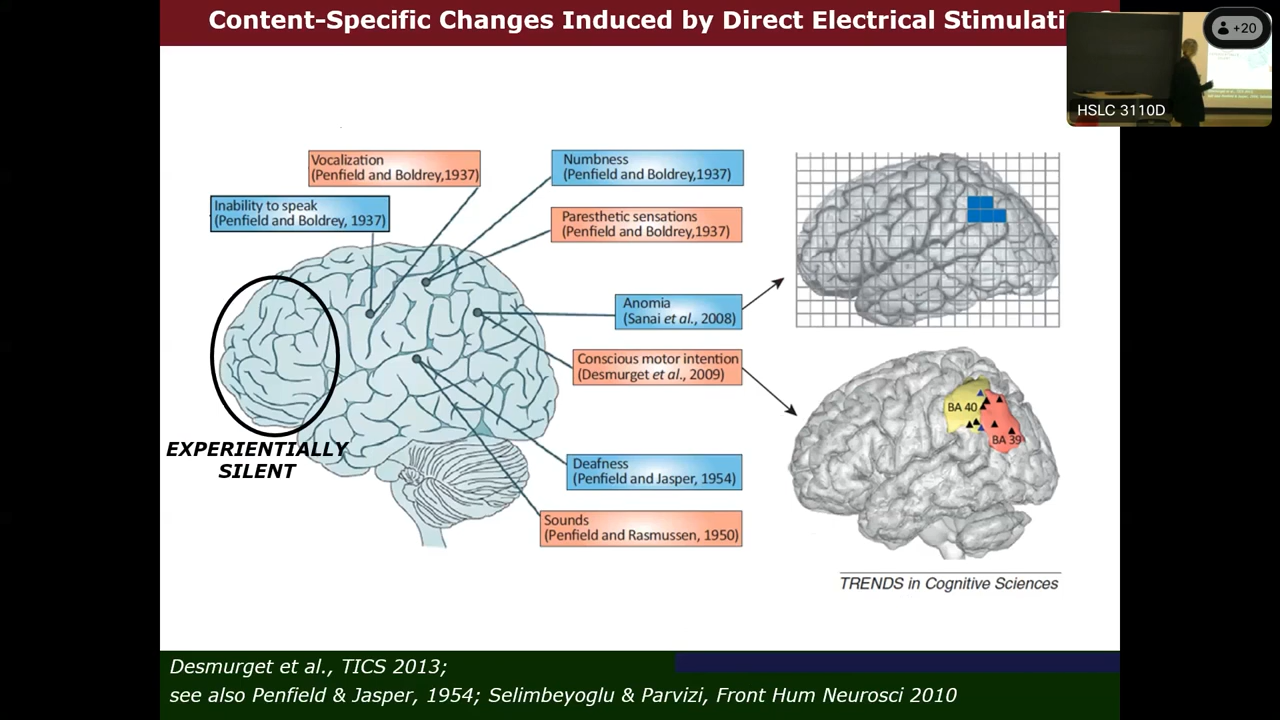 Content-Specific Changes Induced by Direct Electrical
+20
HSLC 3110D
Vocalization
(Penfield and Boldrey,1937)
Inability to speak
(Penfield and Boldrey, 1937)
Numbness
(Penfield and Boldrey,1937)
Paresthetic sensations
(Penfield and Boldrey,1937)
Anomia
(Sanai et al., 2008)
Conscious motor intention
(Desmurget et al., 2009)
BA 40
BA 39
EXPERIENTIALLY
SILENT
Deafness
(Penfield and Jasper, 1954)
Sounds
(Penfield and Rasmussen, 1950)
TRENDS in Cognitive Sciences
Desmurget et al., TICS 2013;
see also Penfield & Jasper, 1954; Selimbeyoglu & Parvizi, Front Hum Neurosci 2010